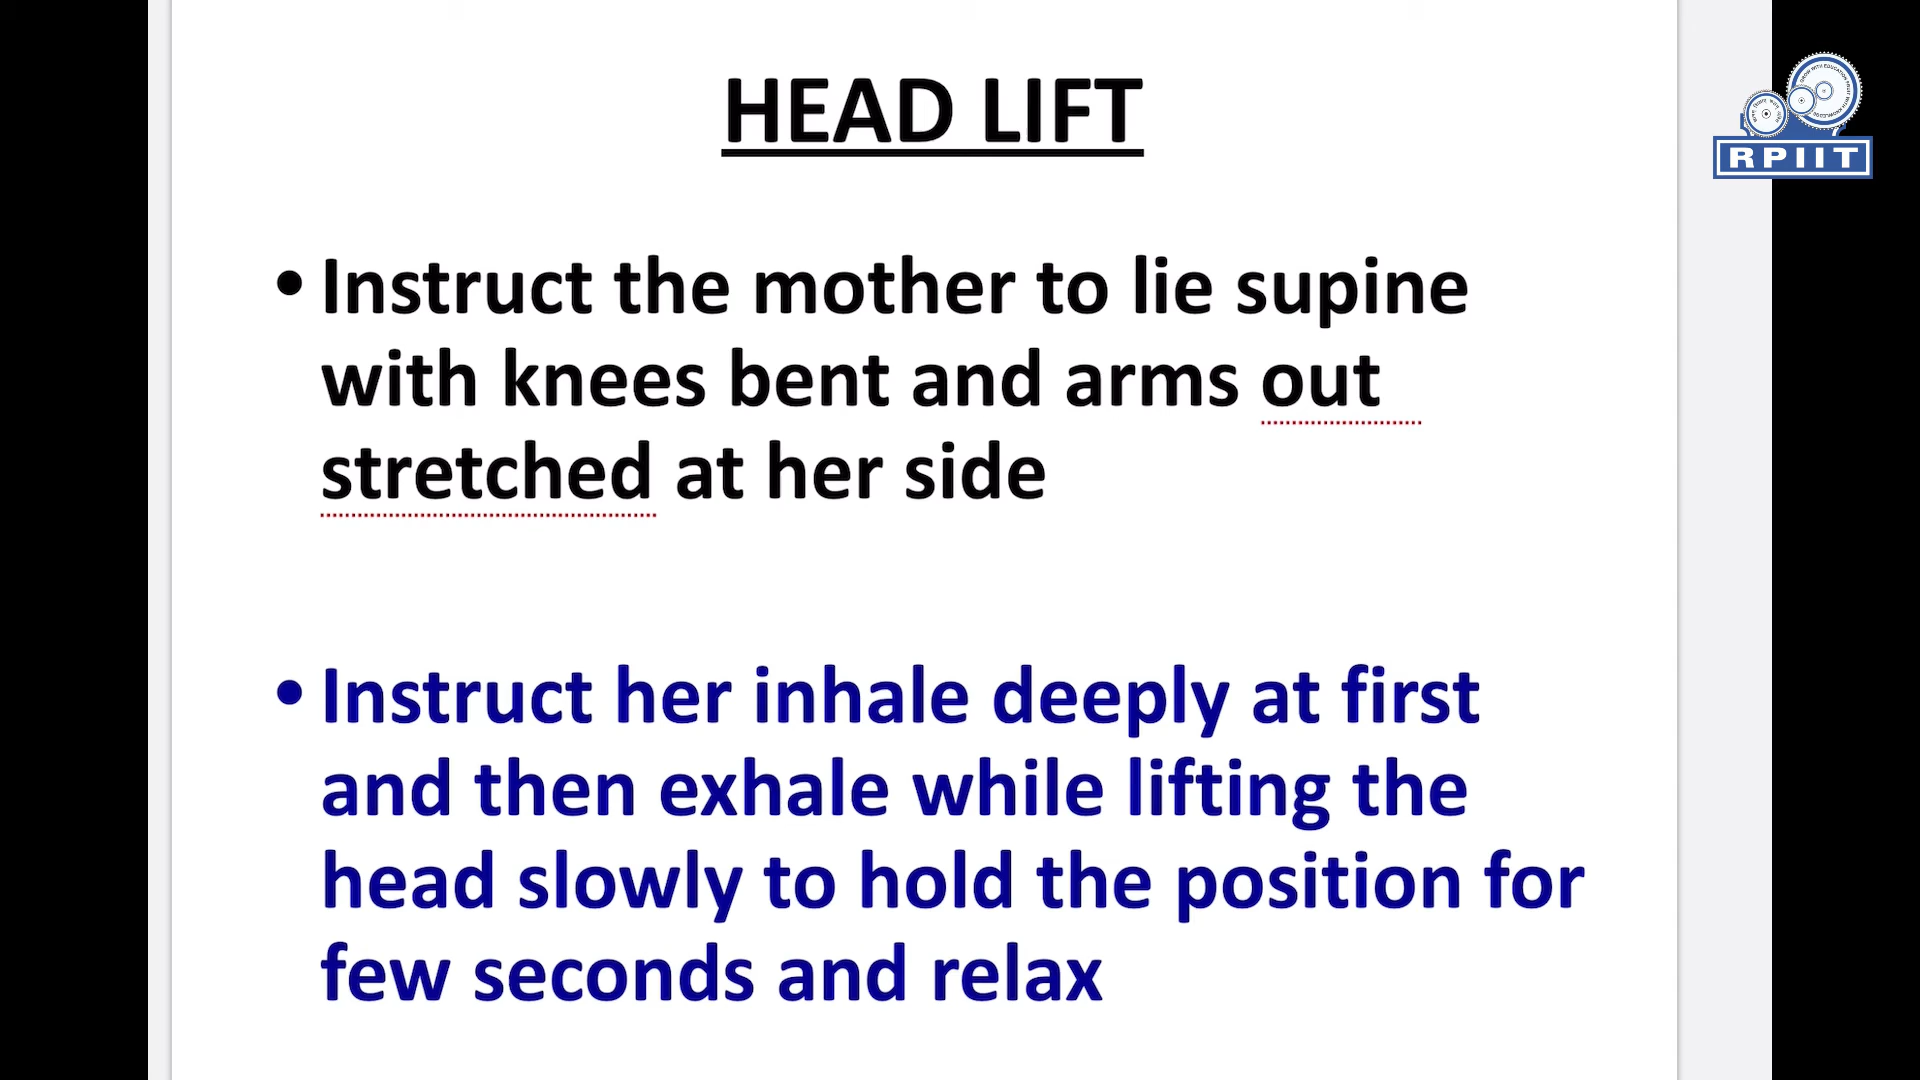 HEAD LIFT
RPIIT
• Instruct the mother to lie supine
with knees bent and arms out
stretched at her side
• Instruct her inhale deeply at first
and then exhale while lifting the
head slowly to hold the position for
few seconds and relax